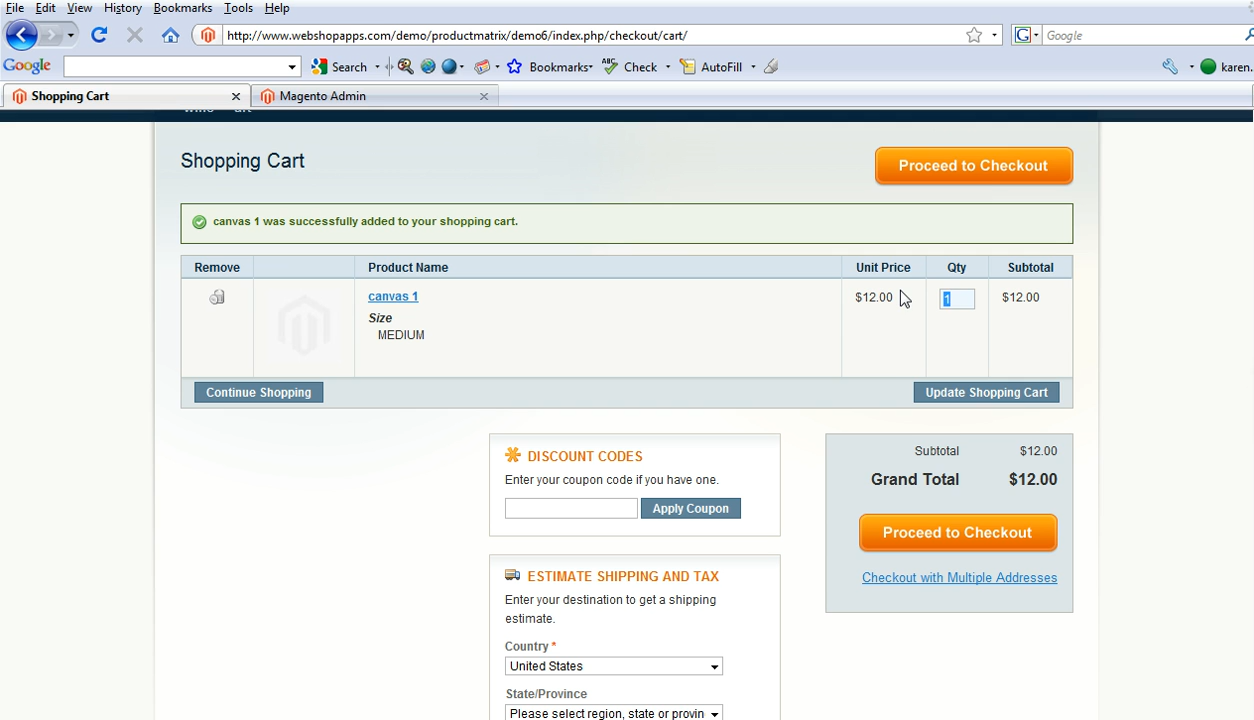 File Edit View History Bookmarks Tools Help
http://www.webshopapps.com/demo/productmatrix/demo6/index.php/checkout/cart/
G Google
Google Search Bookmarks Check AutoFill karen.
Shopping Cart Magento Admin
Shopping Cart
Proceed to Checkout
canvas 1 was successfully added to your shopping cart.
Remove Product Name Unit Price Qty Subtotal
canvas 1 $12.00 1 $12.00
Size
MEDIUM
Continue Shopping Update Shopping Cart
DISCOUNT CODES
Enter your coupon code if you have one.
Apply Coupon
Subtotal $12.00
Grand Total $12.00
Proceed to Checkout
Checkout with Multiple Addresses
ESTIMATE SHIPPING AND TAX
Enter your destination to get a shipping
estimate.
Country *
United States
State/Province
Please select region, state or provin